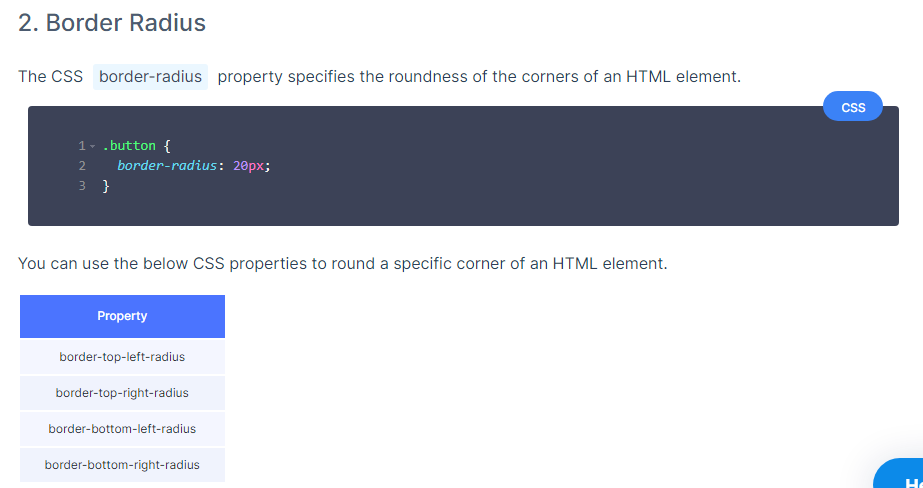 2. Border Radius
The CSS border-radius property specifies the roundness of the corners of an HTML element.
CSS
1 .button {
2 border-radius: 20px;
3 }
You can use the below CSS properties to round a specific corner of an HTML element.
Property
border-top-left-radius
border-top-right-radius
border-bottom-left-radius
border-bottom-right-radius